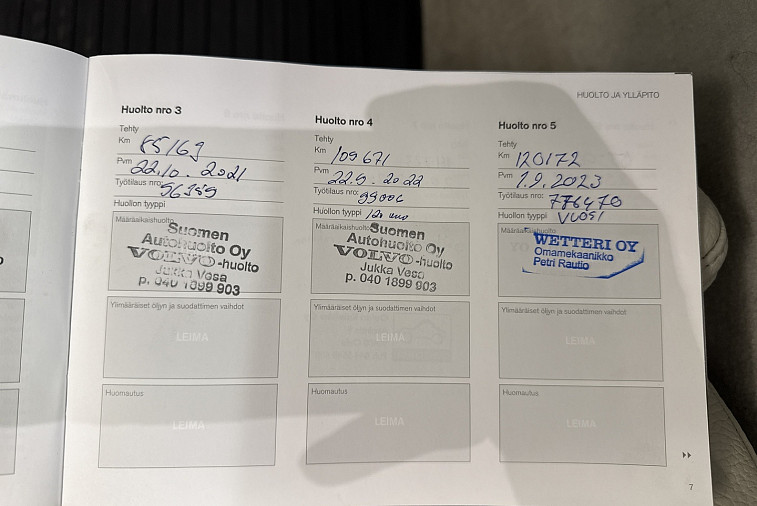 HUOLTO JA YLLÄPITO
Huolto nro 3
Tehty
Km 85169
Pvm 22.10.2021
Työtilaus nro: 96399
Huollon tyyppi
Määräaikaishuolto
Suomen
Autohuolto Oy
VOLVO-huolto
Jukka Vesa
p. 040 1899 903
Ylimääräiset öljyn ja suodattimen vaihdot
LEIMA
Huomautus
LEIMA
Huolto nro 4
Tehty
Km 109671
Pvm 22.9.2022
Työtilaus nro:
Huollon tyyppi
Määräaikaishuolto
Suomen
Autohuolto Oy
VOLVO-huolto
Jukka Vesa
p. 040 1899 903
Ylimääräiset öljyn ja suodattimen vaihdot
LEIMA
Huomautus
LEIMA
Huolto nro 5
Tehty
Km 120172
Pvm 1.9.2023
Työtilaus nro: 776470
Huollon tyyppi VUOSI
Määräaikaishuolto
WETTERI OY
Omamekaanikko
Petri Rautio
Ylimääräiset öljyn ja suodattimen vaihdot
LEIMA
Huomautus
LEIMA
7